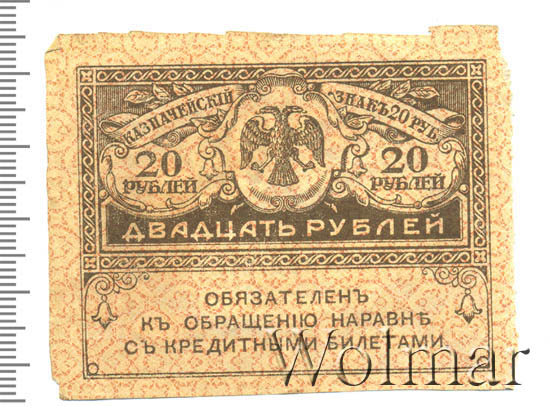 КАЗНАЧЕЙСКІЙ ЗНАКЪ 20 РУБ.
20 РУБЛЕЙ
20 РУБЛЕЙ
ДВАДЦАТЬ РУБЛЕЙ
ОБЯЗАТЕЛЕНЪ
КЪ ОБРАЩЕНІЮ НАРАВНѢ
СЪ КРЕДИТНЫМИ БИЛЕТАМИ
Wolmar